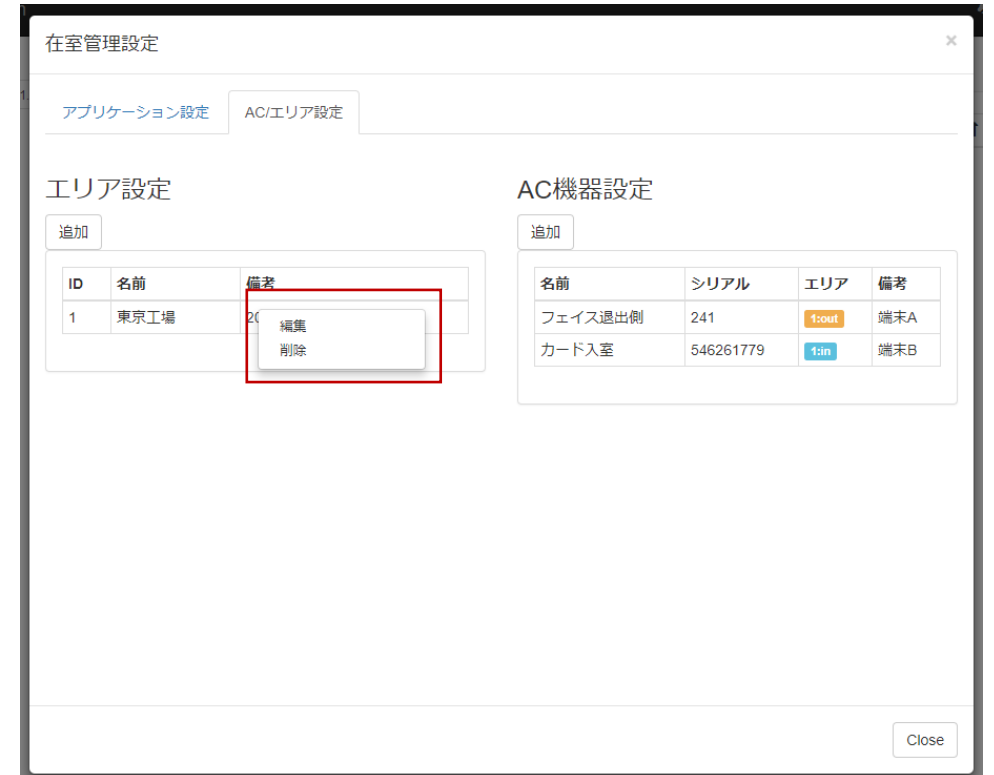 在室管理設定
×
アプリケーション設定
AC/エリア設定
エリア設定
追加
ID 名前 備考
1 東京工場
編集
削除
AC機器設定
追加
名前 シリアル エリア 備考
フェイス退出側 241 1:out 端末A
カード入室 546261779 1:in 端末B
Close